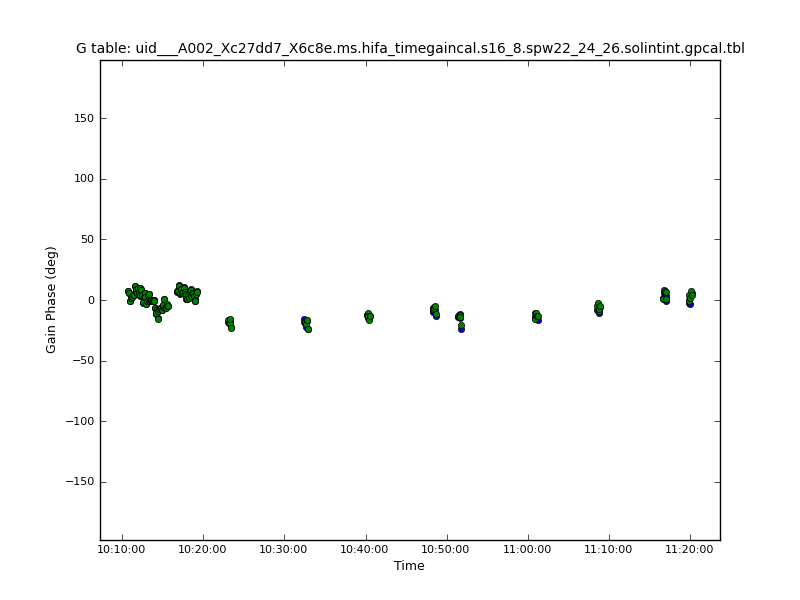 G table: uid___A002_Xc27dd7_X6c8e.ms.hifa_timegaincal.s16_8.spw22_24_26.solintint.gpcal.tbl
Gain Phase (deg)
150
100
50
0
−50
−100
−150
10:10:00 10:20:00 10:30:00 10:40:00 10:50:00 11:00:00 11:10:00 11:20:00
Time